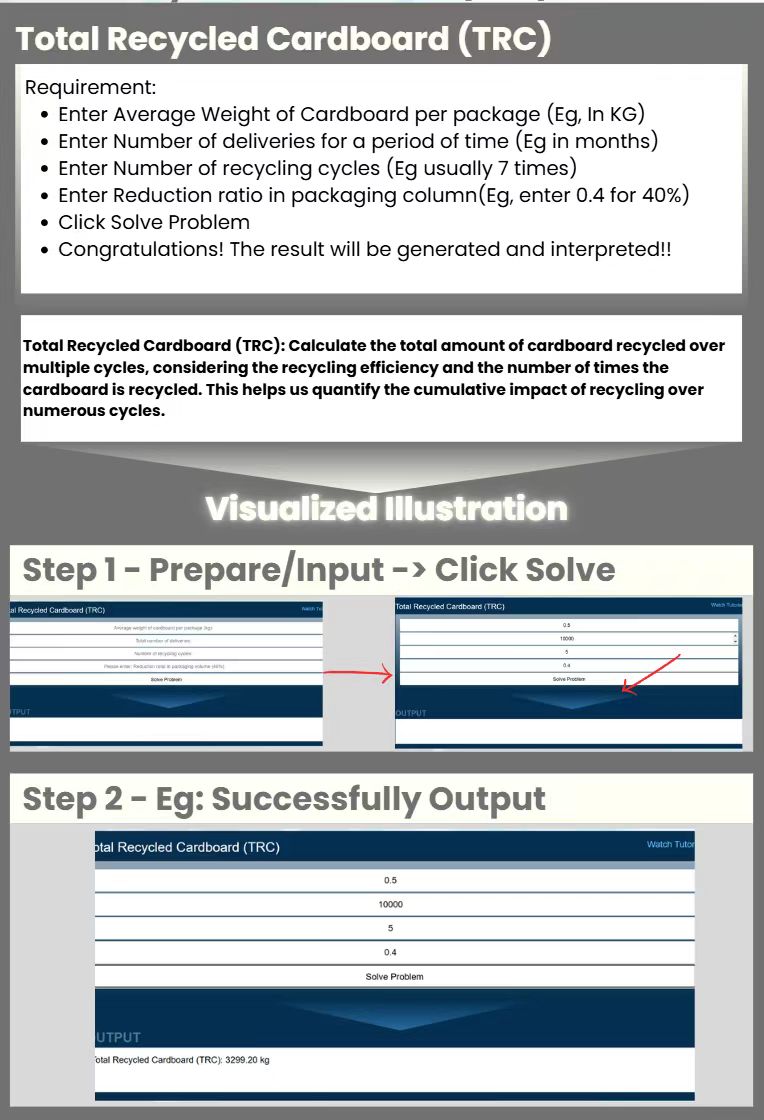 Total Recycled Cardboard (TRC)
Requirement:
• Enter Average Weight of Cardboard per package (Eg, In KG)
• Enter Number of deliveries for a period of time (Eg in months)
• Enter Number of recycling cycles (Eg usually 7 times)
• Enter Reduction ratio in packaging column(Eg, enter 0.4 for 40%)
• Click Solve Problem
• Congratulations! The result will be generated and interpreted!!
Total Recycled Cardboard (TRC): Calculate the total amount of cardboard recycled over
multiple cycles, considering the recycling efficiency and the number of times the
cardboard is recycled. This helps us quantify the cumulative impact of recycling over
numerous cycles.
Visualized Illustration
Step 1 - Prepare/Input -> Click Solve
al Recycled Cardboard (TRC)
Watch Tu
Average weight of cardboard per package (kg)
Total number of deliveries
Number of recycling cycles
Please enter: Reduction ratio in packaging volume (40%)
Solve Problem
TPUT
Total Recycled Cardboard (TRC)
Watch Tutoria
0.5
10000
5
0.4
Solve Problem
OUTPUT
Step 2 - Eg: Successfully Output
otal Recycled Cardboard (TRC)
Watch Tutor
0.5
10000
5
0.4
Solve Problem
UTPUT
otal Recycled Cardboard (TRC): 3299.20 kg